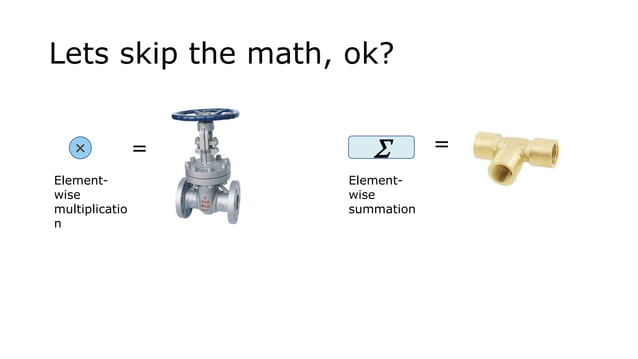 Lets skip the math, ok?
×
=
Σ
=
Element-
wise
multiplicatio
n
Element-
wise
summation